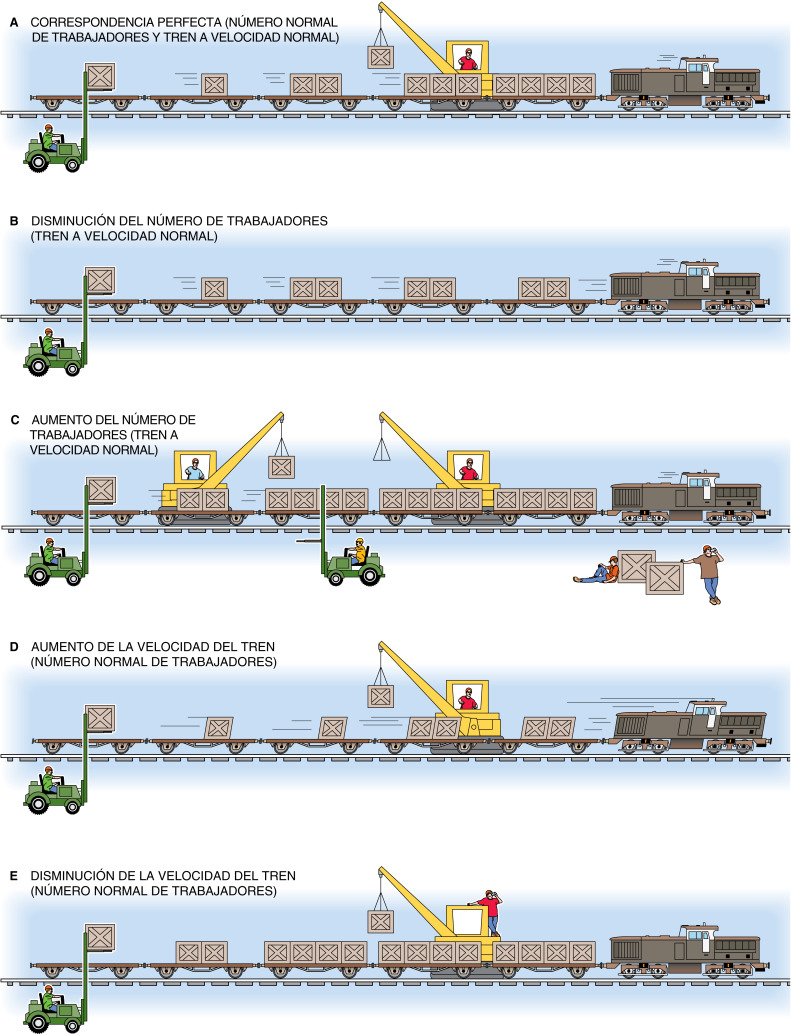 A CORRESPONDENCIA PERFECTA (NÚMERO NORMAL
DE TRABAJADORES Y TREN A VELOCIDAD NORMAL)
B DISMINUCIÓN DEL NÚMERO DE TRABAJADORES
(TREN A VELOCIDAD NORMAL)
C AUMENTO DEL NÚMERO DE
TRABAJADORES (TREN A
VELOCIDAD NORMAL)
D AUMENTO DE LA VELOCIDAD DEL TREN
(NÚMERO NORMAL DE TRABAJADORES)
E DISMINUCIÓN DE LA VELOCIDAD DEL TREN
(NÚMERO NORMAL DE TRABAJADORES)